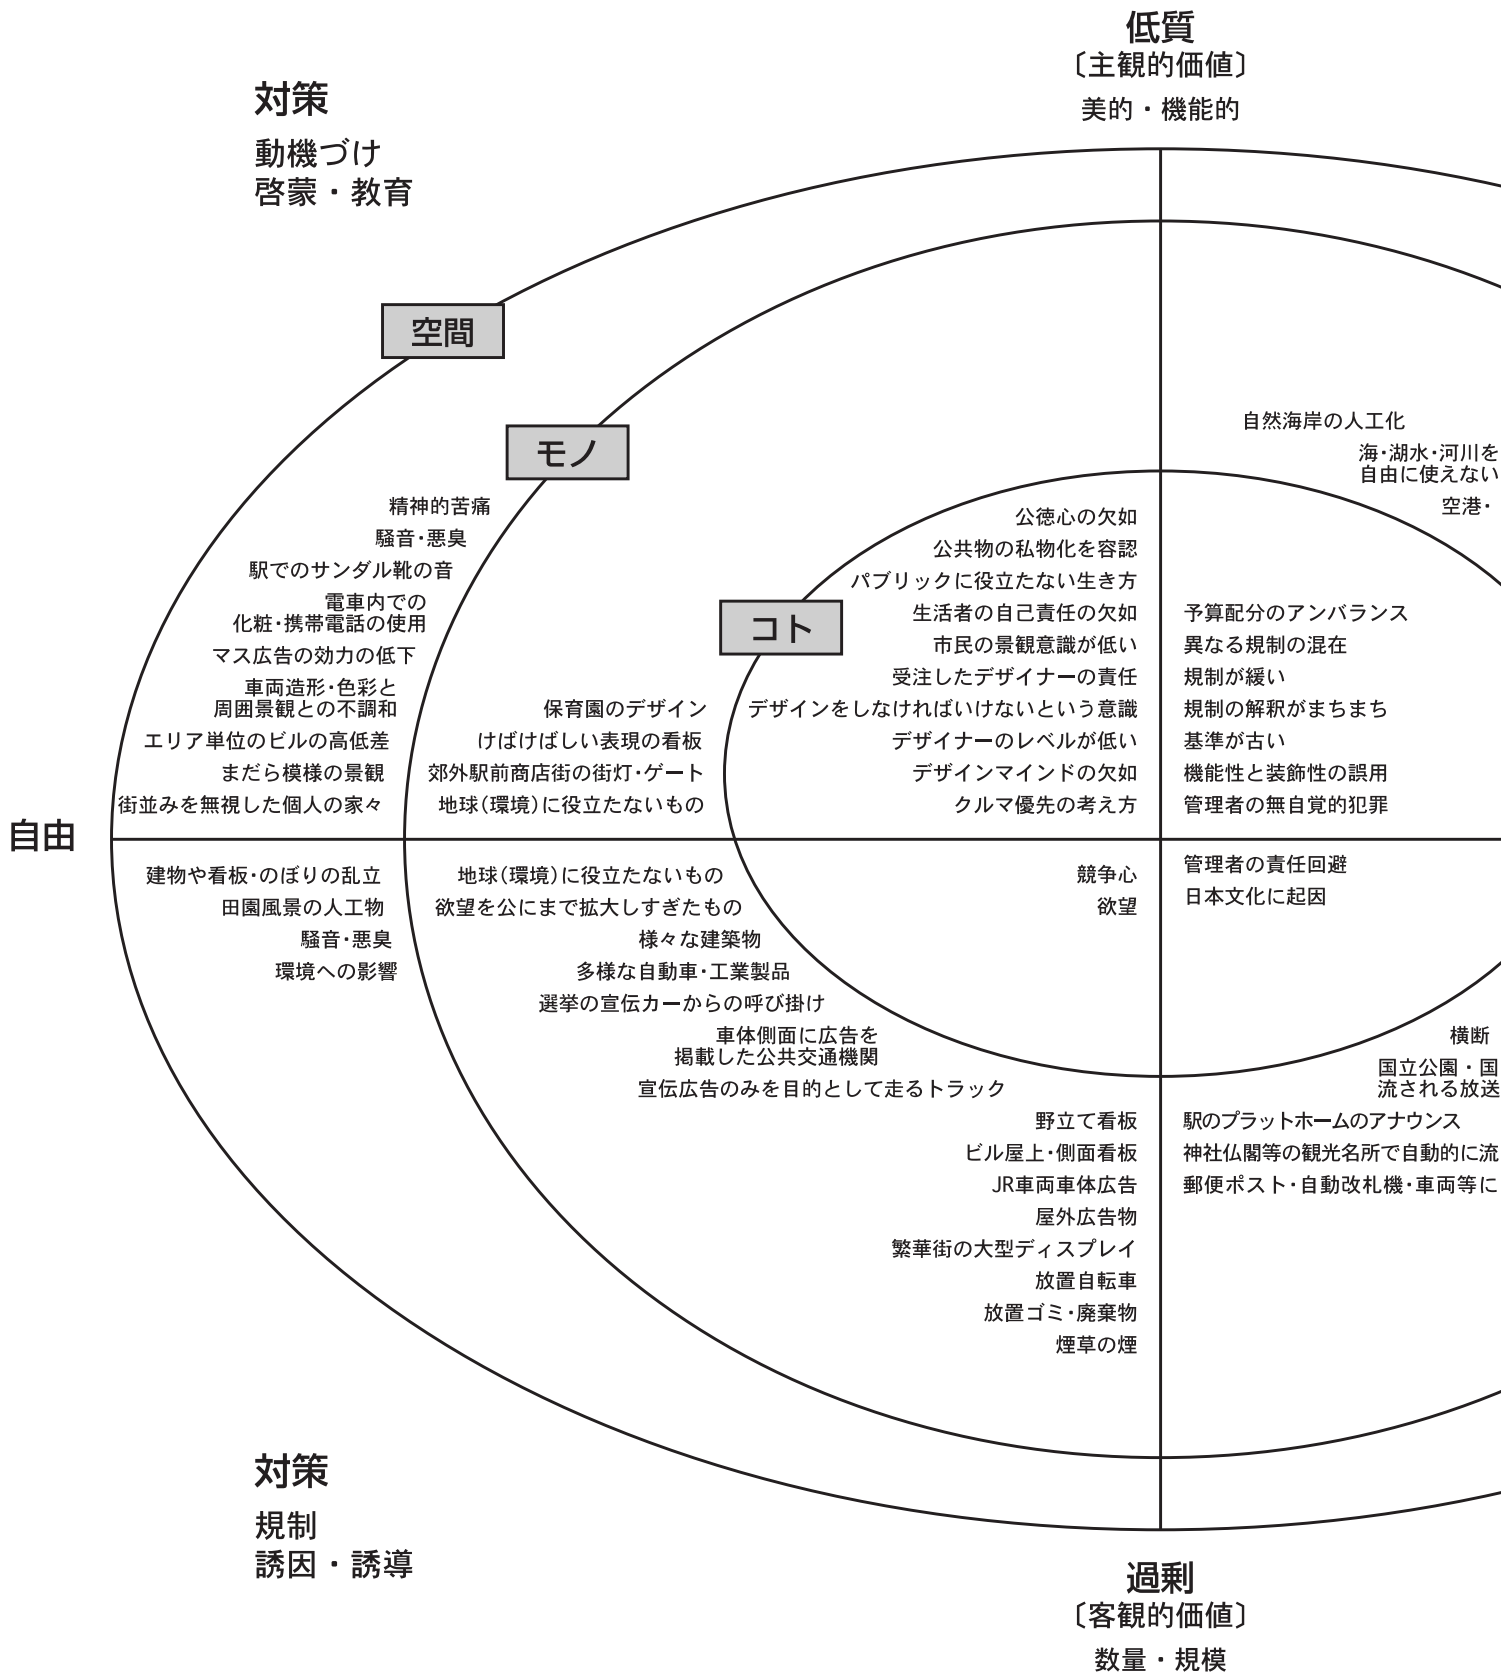 低質
〔主観的価値〕
美的・機能的
対策
動機づけ
啓蒙・教育
空間
モノ
コト
自由
精神的苦痛
騒音・悪臭
駅でのサンダル靴の音
電車内での
化粧・携帯電話の使用
マス広告の効力の低下
車両造形・色彩と
周囲景観との不調和
エリア単位のビルの高低差
まだら模様の景観
街並みを無視した個人の家々
保育園のデザイン
けばけばしい表現の看板
郊外駅前商店街の街灯・ゲート
地球（環境）に役立たないもの
公徳心の欠如
公共物の私物化を容認
パブリックに役立たない生き方
生活者の自己責任の欠如
市民の景観意識が低い
受注したデザイナーの責任
デザインをしなければいけないという意識
デザイナーのレベルが低い
デザインマインドの欠如
クルマ優先の考え方
自然海岸の人工化
海・湖水・河川を
自由に使えない
空港・
予算配分のアンバランス
異なる規制の混在
規制が緩い
規制の解釈がまちまち
基準が古い
機能性と装飾性の誤用
管理者の無自覚的犯罪
建物や看板・のぼりの乱立
田園風景の人工物
騒音・悪臭
環境への影響
地球（環境）に役立たないもの
欲望を公にまで拡大しすぎたもの
様々な建築物
多様な自動車・工業製品
選挙の宣伝カーからの呼び掛け
車体側面に広告を
掲載した公共交通機関
宣伝広告のみを目的として走るトラック
競争心
欲望
野立て看板
ビル屋上・側面看板
JR車両車体広告
屋外広告物
繁華街の大型ディスプレイ
放置自転車
放置ゴミ・廃棄物
煙草の煙
管理者の責任回避
日本文化に起因
横断
国立公園・国
流される放送
駅のプラットホームのアナウンス
神社仏閣等の観光名所で自動的に流
郵便ポスト・自動改札機・車両等に
対策
規制
誘因・誘導
過剰
〔客観的価値〕
数量・規模